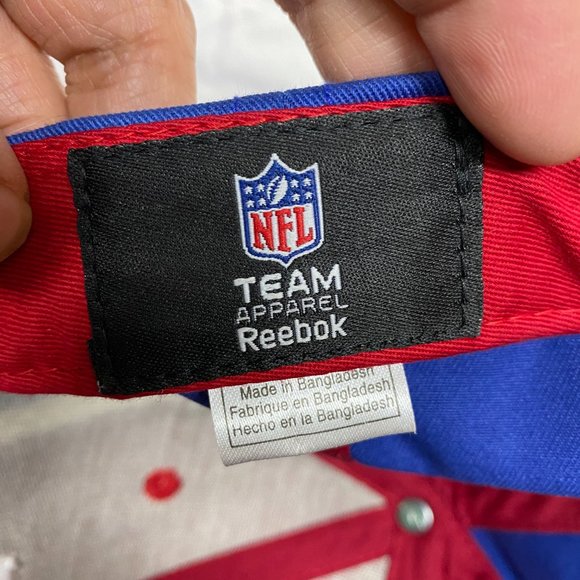 NFL
TEAM
APPAREL
Reebok
Made in Bangladesh
Fabrique en Bangladesh
Hecho en la Bangladesh